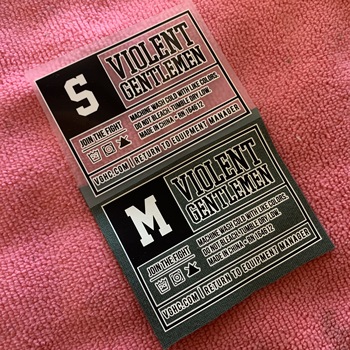 S
VIOLENT
GENTLEMEN
MACHINE WASH COLD WITH LIKE COLORS.
DO NOT BLEACH. TUMBLE DRY LOW.
MADE IN CHINA • RN 164912
JOIN THE FIGHT
VGHC.COM | RETURN TO EQUIPMENT MANAGER
M
VIOLENT
GENTLEMEN
MACHINE WASH COLD WITH LIKE COLORS.
DO NOT BLEACH. TUMBLE DRY LOW.
MADE IN CHINA • RN 164912
JOIN THE FIGHT
VGHC.COM | RETURN TO EQUIPMENT MANAGER